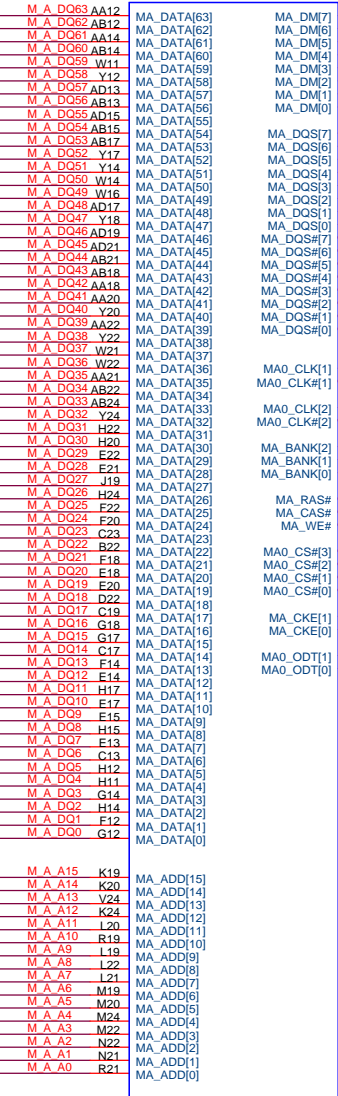 M_A_DQ63 AA12 MA_DATA[63] MA_DM[7]
M_A_DQ62 AB12 MA_DATA[62] MA_DM[6]
M_A_DQ61 AA14 MA_DATA[61] MA_DM[5]
M_A_DQ60 AB14 MA_DATA[60] MA_DM[4]
M_A_DQ59 W11 MA_DATA[59] MA_DM[3]
M_A_DQ58 Y12 MA_DATA[58] MA_DM[2]
M_A_DQ57 AD13 MA_DATA[57] MA_DM[1]
M_A_DQ56 AB13 MA_DATA[56] MA_DM[0]
M_A_DQ55 AD15 MA_DATA[55]
M_A_DQ54 AB15 MA_DATA[54] MA_DQS[7]
M_A_DQ53 AB17 MA_DATA[53] MA_DQS[6]
M_A_DQ52 Y17 MA_DATA[52] MA_DQS[5]
M_A_DQ51 Y14 MA_DATA[51] MA_DQS[4]
M_A_DQ50 W14 MA_DATA[50] MA_DQS[3]
M_A_DQ49 W16 MA_DATA[49] MA_DQS[2]
M_A_DQ48 AD17 MA_DATA[48] MA_DQS[1]
M_A_DQ47 Y18 MA_DATA[47] MA_DQS[0]
M_A_DQ46 AD19 MA_DATA[46] MA_DQS#[7]
M_A_DQ45 AD21 MA_DATA[45] MA_DQS#[6]
M_A_DQ44 AB21 MA_DATA[44] MA_DQS#[5]
M_A_DQ43 AB18 MA_DATA[43] MA_DQS#[4]
M_A_DQ42 AA18 MA_DATA[42] MA_DQS#[3]
M_A_DQ41 AA20 MA_DATA[41] MA_DQS#[2]
M_A_DQ40 Y20 MA_DATA[40] MA_DQS#[1]
M_A_DQ39 AA22 MA_DATA[39] MA_DQS#[0]
M_A_DQ38 Y22 MA_DATA[38]
M_A_DQ37 W21 MA_DATA[37]
M_A_DQ36 W22 MA_DATA[36] MA0_CLK[1]
M_A_DQ35 AA21 MA_DATA[35] MA0_CLK#[1]
M_A_DQ34 AB22 MA_DATA[34]
M_A_DQ33 AB24 MA_DATA[33] MA0_CLK[2]
M_A_DQ32 Y24 MA_DATA[32] MA0_CLK#[2]
M_A_DQ31 H22 MA_DATA[31]
M_A_DQ30 H20 MA_DATA[30] MA_BANK[2]
M_A_DQ29 E22 MA_DATA[29] MA_BANK[1]
M_A_DQ28 E21 MA_DATA[28] MA_BANK[0]
M_A_DQ27 J19 MA_DATA[27]
M_A_DQ26 H24 MA_DATA[26] MA_RAS#
M_A_DQ25 F22 MA_DATA[25] MA_CAS#
M_A_DQ24 F20 MA_DATA[24] MA_WE#
M_A_DQ23 C23 MA_DATA[23]
M_A_DQ22 B22 MA_DATA[22] MA0_CS#[3]
M_A_DQ21 F18 MA_DATA[21] MA0_CS#[2]
M_A_DQ20 E18 MA_DATA[20] MA0_CS#[1]
M_A_DQ19 E20 MA_DATA[19] MA0_CS#[0]
M_A_DQ18 D22 MA_DATA[18]
M_A_DQ17 C19 MA_DATA[17] MA_CKE[1]
M_A_DQ16 G18 MA_DATA[16] MA_CKE[0]
M_A_DQ15 G17 MA_DATA[15]
M_A_DQ14 C17 MA_DATA[14] MA0_ODT[1]
M_A_DQ13 F14 MA_DATA[13] MA0_ODT[0]
M_A_DQ12 E14 MA_DATA[12]
M_A_DQ11 H17 MA_DATA[11]
M_A_DQ10 E17 MA_DATA[10]
M_A_DQ9 E15 MA_DATA[9]
M_A_DQ8 H15 MA_DATA[8]
M_A_DQ7 E13 MA_DATA[7]
M_A_DQ6 C13 MA_DATA[6]
M_A_DQ5 H12 MA_DATA[5]
M_A_DQ4 H11 MA_DATA[4]
M_A_DQ3 G14 MA_DATA[3]
M_A_DQ2 H14 MA_DATA[2]
M_A_DQ1 F12 MA_DATA[1]
M_A_DQ0 G12 MA_DATA[0]
M_A_A15 K19 MA_ADD[15]
M_A_A14 K20 MA_ADD[14]
M_A_A13 V24 MA_ADD[13]
M_A_A12 K24 MA_ADD[12]
M_A_A11 L20 MA_ADD[11]
M_A_A10 R19 MA_ADD[10]
M_A_A9 L19 MA_ADD[9]
M_A_A8 L22 MA_ADD[8]
M_A_A7 L21 MA_ADD[7]
M_A_A6 M19 MA_ADD[6]
M_A_A5 M20 MA_ADD[5]
M_A_A4 M24 MA_ADD[4]
M_A_A3 M22 MA_ADD[3]
M_A_A2 N22 MA_ADD[2]
M_A_A1 N21 MA_ADD[1]
M_A_A0 R21 MA_ADD[0]